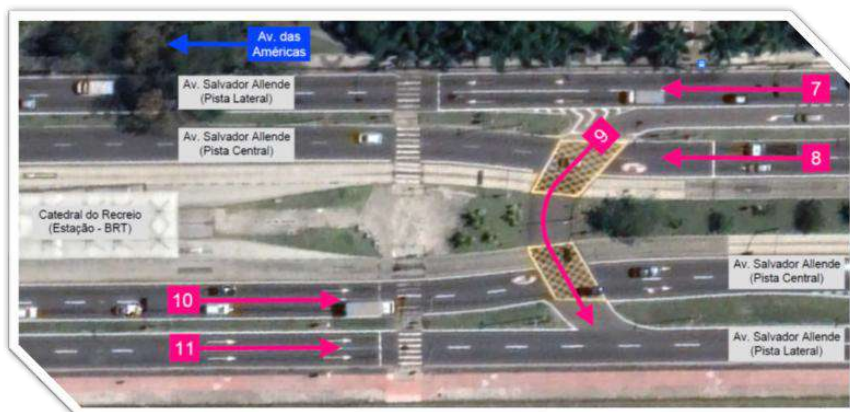 Av. das
Américas
Av. Salvador Allende
(Pista Lateral)
7
Av. Salvador Allende
(Pista Central)
9
8
Catedral do Recreio
(Estação - BRT)
Av. Salvador Allende
(Pista Central)
10
11
Av. Salvador Allende
(Pista Lateral)